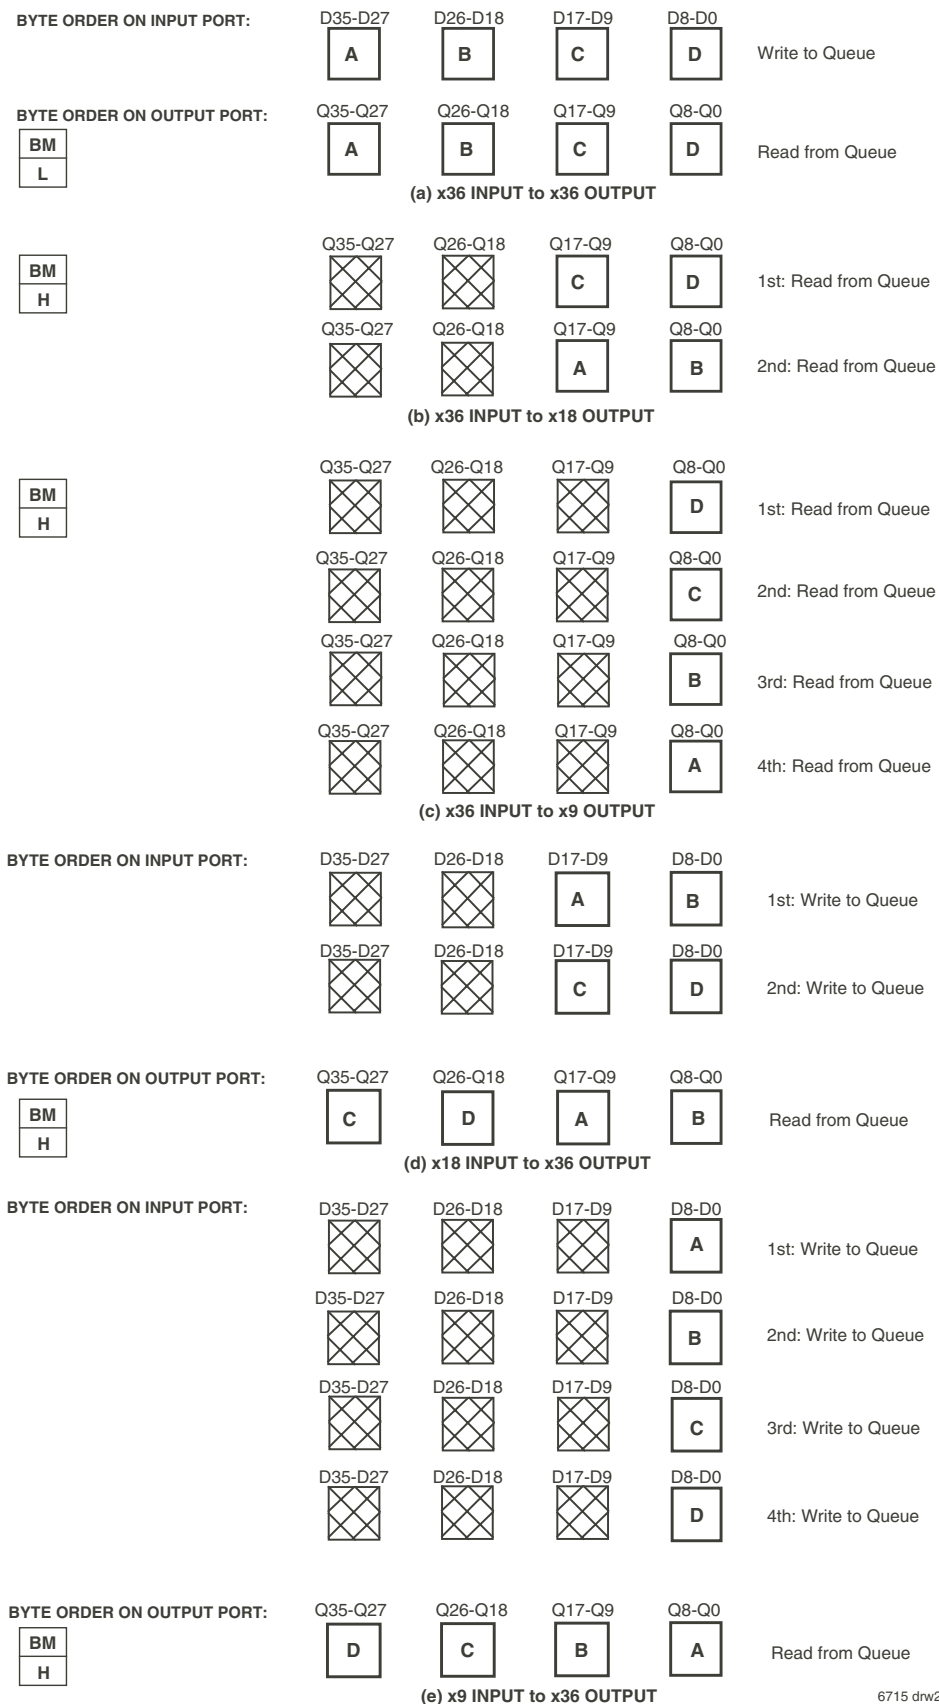 BYTE ORDER ON INPUT PORT: D35-D27 D26-D18 D17-D9 D8-D0
A B C D Write to Queue
BYTE ORDER ON OUTPUT PORT: Q35-Q27 Q26-Q18 Q17-Q9 Q8-Q0
BM
L
A B C D Read from Queue
(a) x36 INPUT to x36 OUTPUT
Q35-Q27 Q26-Q18 Q17-Q9 Q8-Q0
BM
H
C D 1st: Read from Queue
Q35-Q27 Q26-Q18 Q17-Q9 Q8-Q0
A B 2nd: Read from Queue
(b) x36 INPUT to x18 OUTPUT
Q35-Q27 Q26-Q18 Q17-Q9 Q8-Q0
BM
H
D 1st: Read from Queue
Q35-Q27 Q26-Q18 Q17-Q9 Q8-Q0
C 2nd: Read from Queue
Q35-Q27 Q26-Q18 Q17-Q9 Q8-Q0
B 3rd: Read from Queue
Q35-Q27 Q26-Q18 Q17-Q9 Q8-Q0
A 4th: Read from Queue
(c) x36 INPUT to x9 OUTPUT
BYTE ORDER ON INPUT PORT: D35-D27 D26-D18 D17-D9 D8-D0
A B 1st: Write to Queue
D35-D27 D26-D18 D17-D9 D8-D0
C D 2nd: Write to Queue
BYTE ORDER ON OUTPUT PORT: Q35-Q27 Q26-Q18 Q17-Q9 Q8-Q0
BM
H
C D A B Read from Queue
(d) x18 INPUT to x36 OUTPUT
BYTE ORDER ON INPUT PORT: D35-D27 D26-D18 D17-D9 D8-D0
A 1st: Write to Queue
D35-D27 D26-D18 D17-D9 D8-D0
B 2nd: Write to Queue
D35-D27 D26-D18 D17-D9 D8-D0
C 3rd: Write to Queue
D35-D27 D26-D18 D17-D9 D8-D0
D 4th: Write to Queue
BYTE ORDER ON OUTPUT PORT: Q35-Q27 Q26-Q18 Q17-Q9 Q8-Q0
BM
H
D C B A Read from Queue
(e) x9 INPUT to x36 OUTPUT
6715